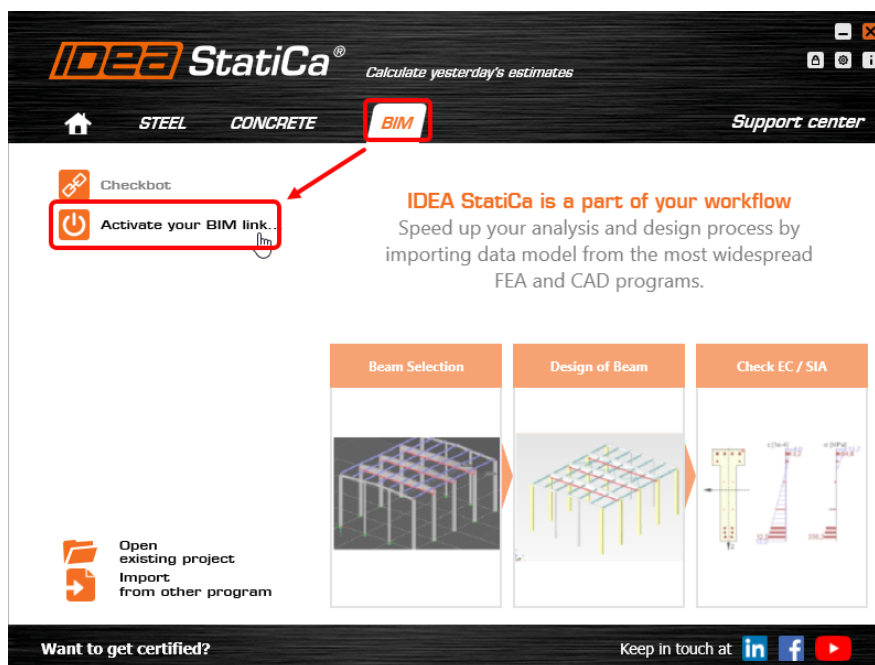 IDEA StatiCa®
Calculate yesterday's estimates
STEEL
CONCRETE
BIM
Support center
Checkbot
Activate your BIM link..
IDEA StatiCa is a part of your workflow
Speed up your analysis and design process by
importing data model from the most widespread
FEA and CAD programs.
Beam Selection
Design of Beam
Check EC / SIA
Open
existing project
Import
from other program
Want to get certified?
Keep in touch at